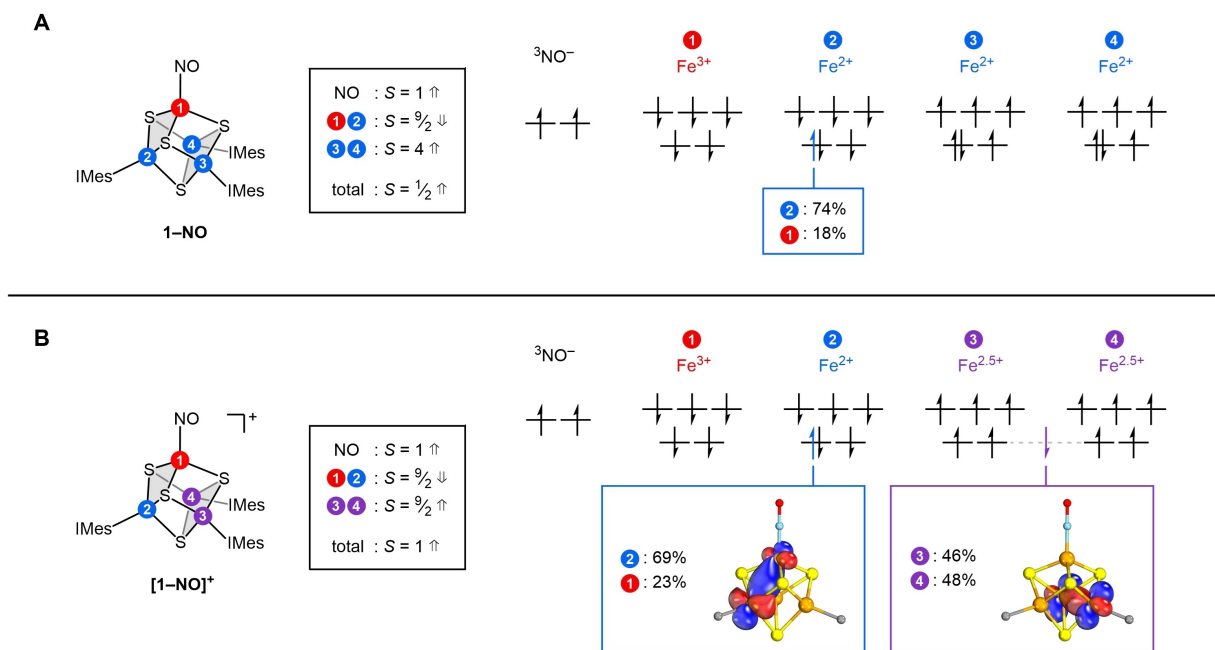 A
NO
1
S
S
S
4
2
3
IMes
IMes
IMes
S
1–NO
NO : S = 1 ⇑
1 2 : S = 9/2 ⇓
3 4 : S = 4 ⇑
total : S = 1/2 ⇑
³NO⁻
1
Fe³⁺
2
Fe²⁺
3
Fe²⁺
4
Fe²⁺
2 : 74%
1 : 18%
B
NO
+
1
S
S
S
4
2
3
IMes
IMes
IMes
S
[1–NO]⁺
NO : S = 1 ⇑
1 2 : S = 9/2 ⇓
3 4 : S = 9/2 ⇑
total : S = 1 ⇑
³NO⁻
1
Fe³⁺
2
Fe²⁺
3
Fe²·⁵⁺
4
Fe²·⁵⁺
2 : 69%
1 : 23%
3 : 46%
4 : 48%